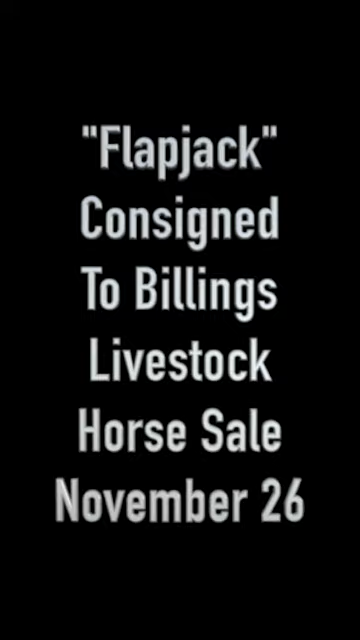 "Flapjack"
Consigned
To Billings
Livestock
Horse Sale
November 26